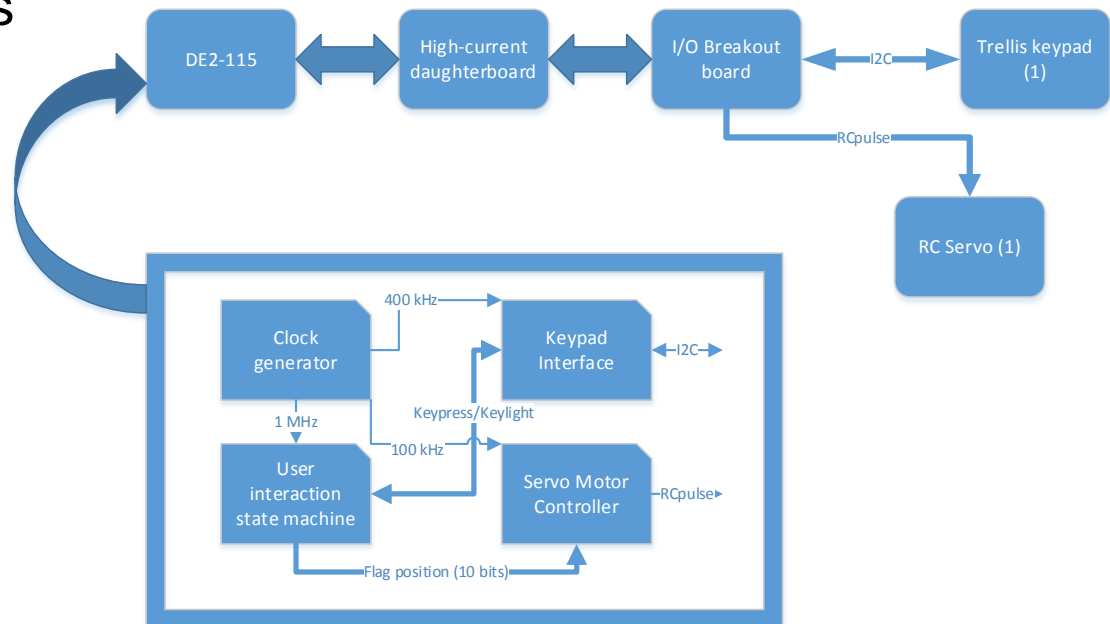 s
DE2-115
High-current
daughterboard
I/O Breakout
board
I2C
Trellis keypad
(1)
RCpulse
RC Servo (1)
400 kHz
Clock
generator
Keypad
Interface
I2C
Keypress/Keylight
1 MHz
100 kHz
User
interaction
state machine
Servo Motor
Controller
RCpulse
Flag position (10 bits)